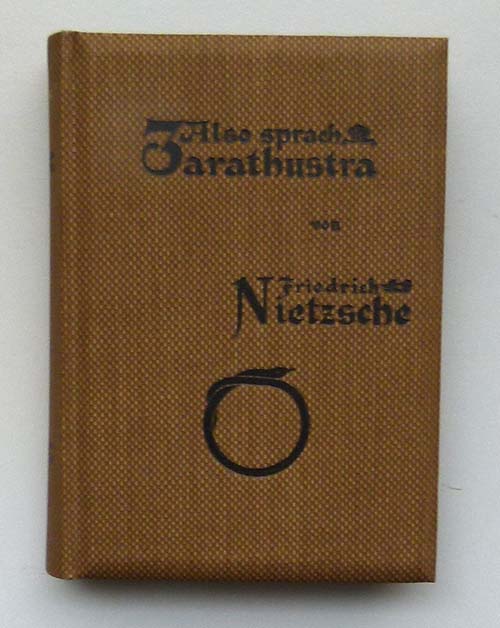 Also sprach
Zarathustra
von
Friedrich
Nietzsche